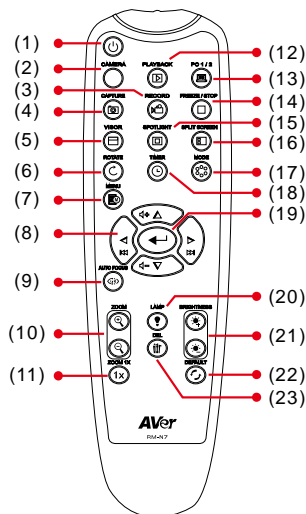 (1)
(2)
(3)
(4)
(5)
(6)
(7)
(8)
(9)
(10)
(11)
CAMERA PLAYBACK PC 1 / 2
CAPTURE RECORD FREEZE / STOP
VISOR SPOTLIGHT SPLIT SCREEN
ROTATE TIMER MODE
MENU
AUTO FOCUS
ZOOM LAMP BRIGHTNESS
DEL
ZOOM 1X DEFAULT
1x
AVer
RM-N7
(12)
(13)
(14)
(15)
(16)
(17)
(18)
(19)
(20)
(21)
(22)
(23)